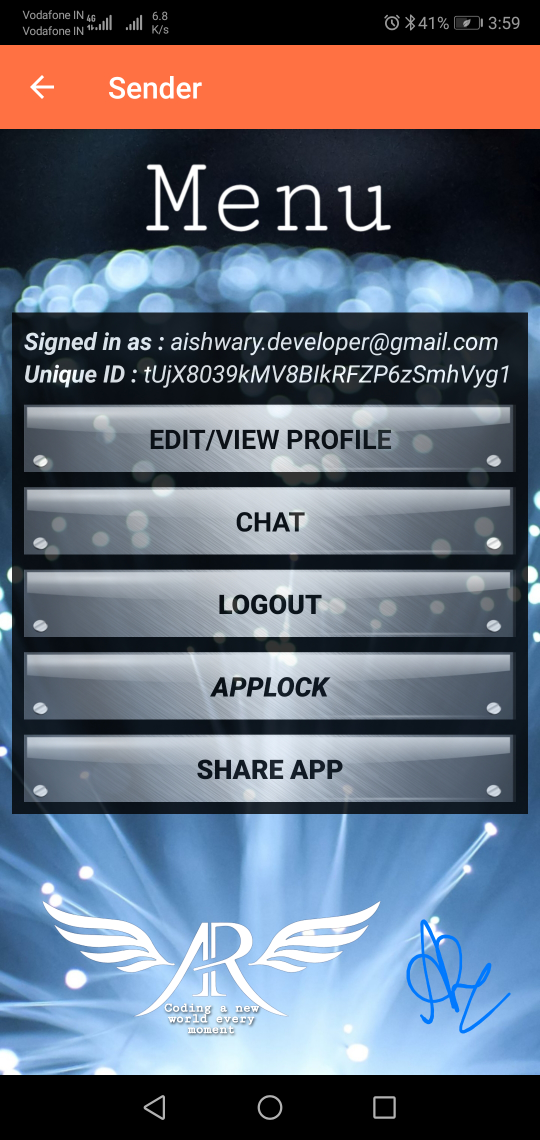 Vodafone IN 4G 6.8
Vodafone IN K/s
41% 3:59
Sender
Menu
Signed in as : aishwary.developer@gmail.com
Unique ID : tUjX8039kMV8BIkRFZP6zSmhVyg1
EDIT/VIEW PROFILE
CHAT
LOGOUT
APPLOCK
SHARE APP
AR
Coding a new
world every
moment